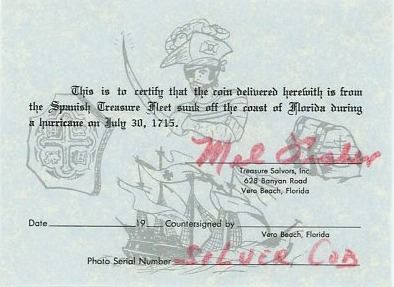 This is to certify that the coin delivered herewith is from
the Spanish Treasure Fleet sunk off the coast of Florida during
a hurricane on July 30, 1715.
Mel Fisher
Treasure Salvors, Inc.
628 Banyan Road
Vero Beach, Florida
Date 19 Countersigned by
Vero Beach, Florida
Photo Serial Number SILVER COB